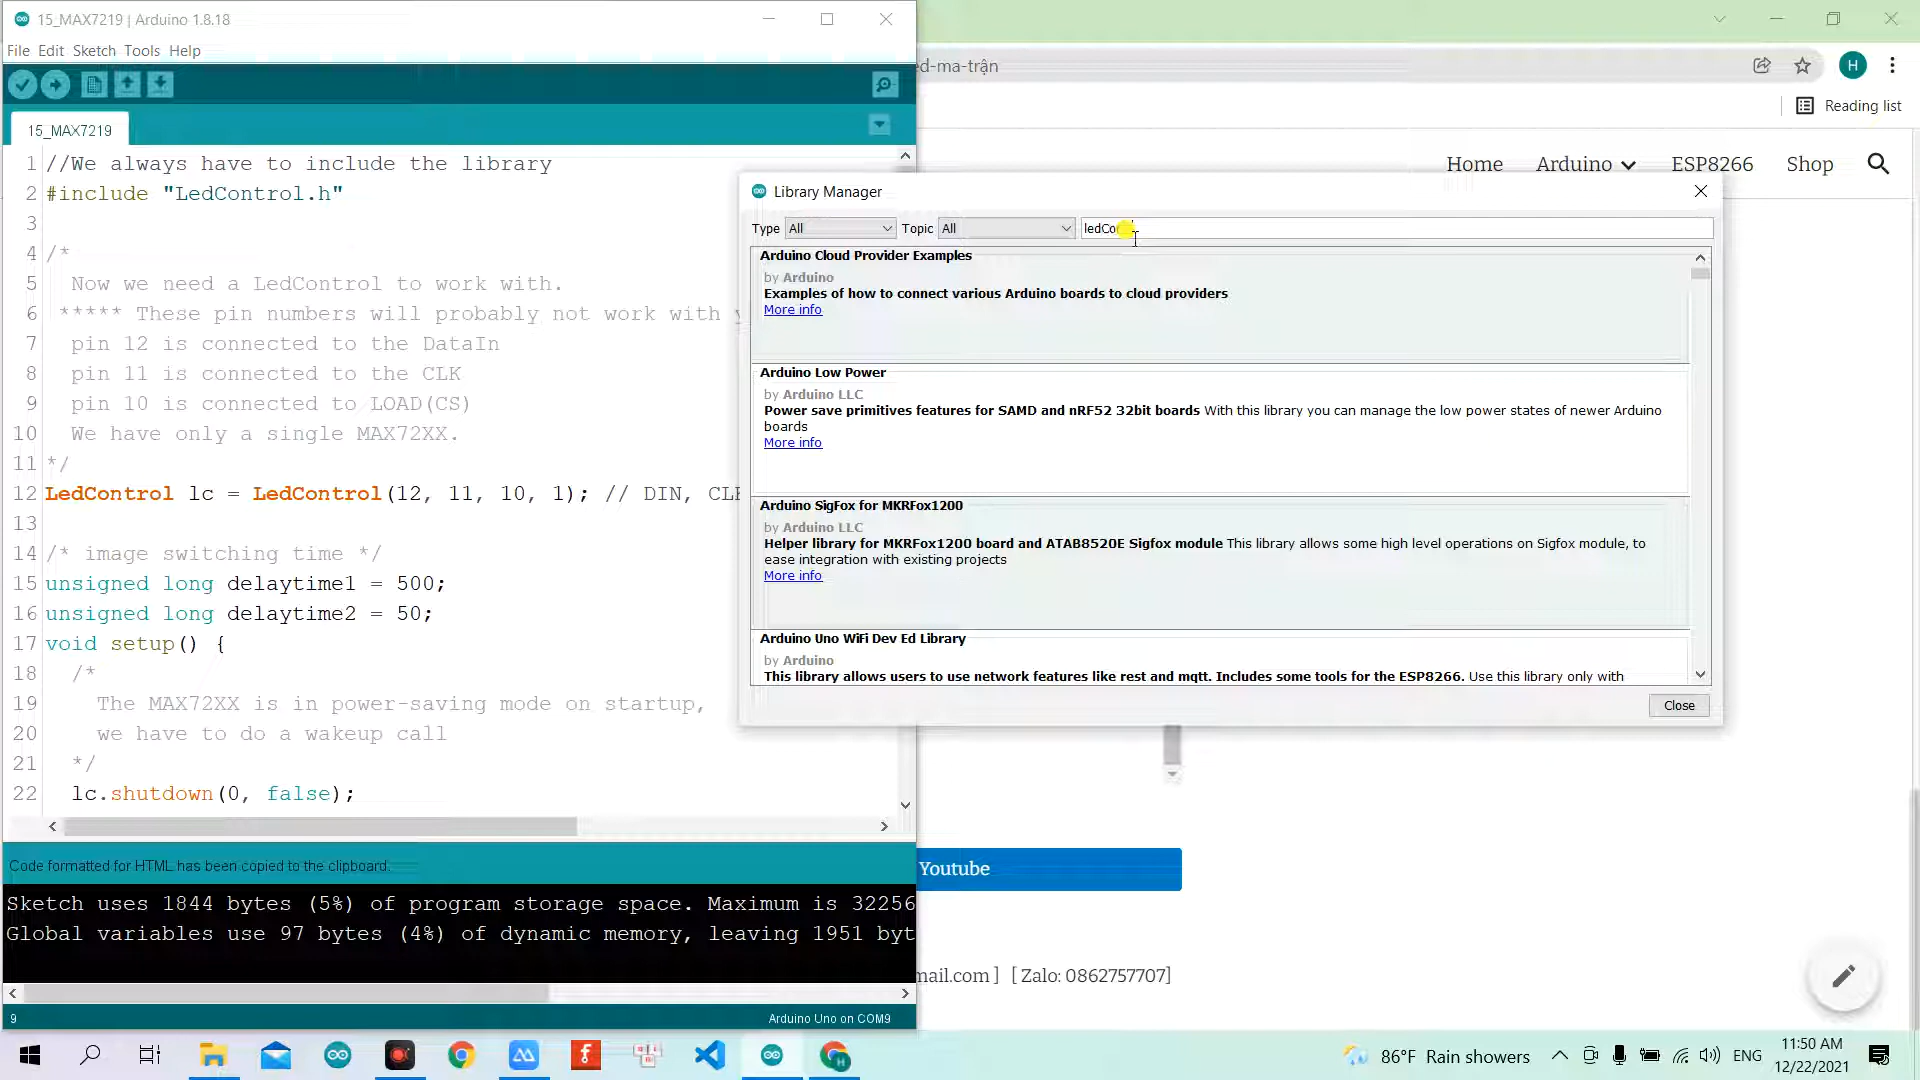 15_MAX7219 | Arduino 1.8.18
File Edit Sketch Tools Help
15_MAX7219
1 //We always have to include the library
2 #include "LedControl.h"
3
4 /*
5 Now we need a LedControl to work with.
6 ***** These pin numbers will probably not work with
7 pin 12 is connected to the DataIn
8 pin 11 is connected to the CLK
9 pin 10 is connected to LOAD(CS)
10 We have only a single MAX72XX.
11 */
12 LedControl lc = LedControl(12, 11, 10, 1); // DIN, CL
13
14 /* image switching time */
15 unsigned long delaytime1 = 500;
16 unsigned long delaytime2 = 50;
17 void setup() {
18 /*
19 The MAX72XX is in power-saving mode on startup,
20 we have to do a wakeup call
21 */
22 lc.shutdown(0, false);
Code formatted for HTML has been copied to the clipboard.
Sketch uses 1844 bytes (5%) of program storage space. Maximum is 32256
Global variables use 97 bytes (4%) of dynamic memory, leaving 1951 byt
9
Arduino Uno on COM9
ed-ma-trận
H
Reading list
Home Arduino ESP8266 Shop
Library Manager
Type All Topic All ledCo
Arduino Cloud Provider Examples
by Arduino
Examples of how to connect various Arduino boards to cloud providers
More info
Arduino Low Power
by Arduino LLC
Power save primitives features for SAMD and nRF52 32bit boards With this library you can manage the low power states of newer Arduino
boards
More info
Arduino SigFox for MKRFox1200
by Arduino LLC
Helper library for MKRFox1200 board and ATAB8520E Sigfox module This library allows some high level operations on Sigfox module, to
ease integration with existing projects
More info
Arduino Uno WiFi Dev Ed Library
by Arduino
This library allows users to use network features like rest and mqtt. Includes some tools for the ESP8266. Use this library only with
Close
Youtube
mail.com ] [ Zalo: 0862757707]
86°F Rain showers
ENG
11:50 AM
12/22/2021